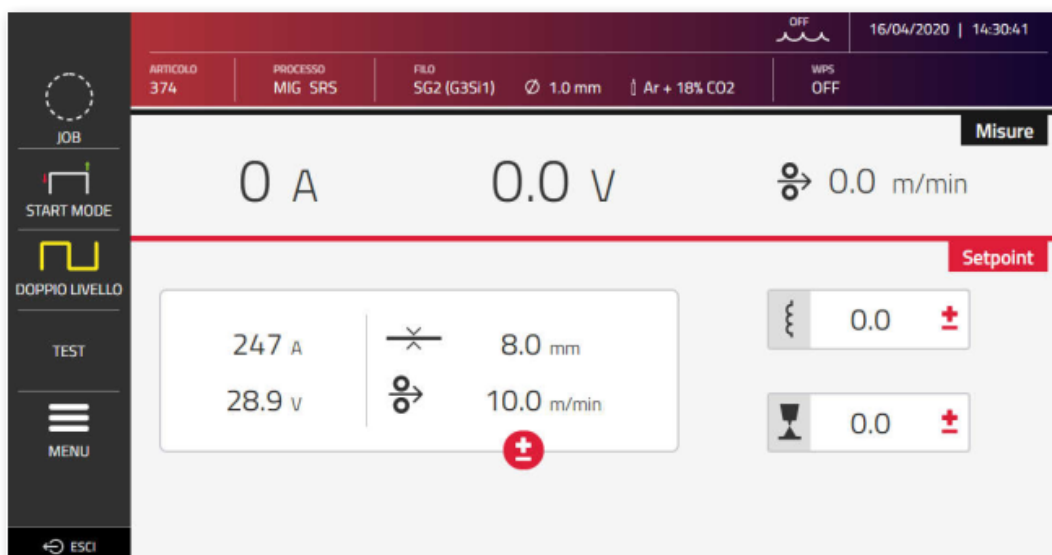 OFF
16/04/2020 | 14:30:41
ARTICOLO
374
PROCESSO
MIG SRS
FILO
SG2 (G3Si1) Ø 1.0 mm Ar + 18% CO2
WPS
OFF
JOB
START MODE
DOPPIO LIVELLO
TEST
MENU
ESCI
Misure
0 A 0.0 V 0.0 m/min
Setpoint
247 A 8.0 mm
28.9 V 10.0 m/min
±
0.0 ±
0.0 ±